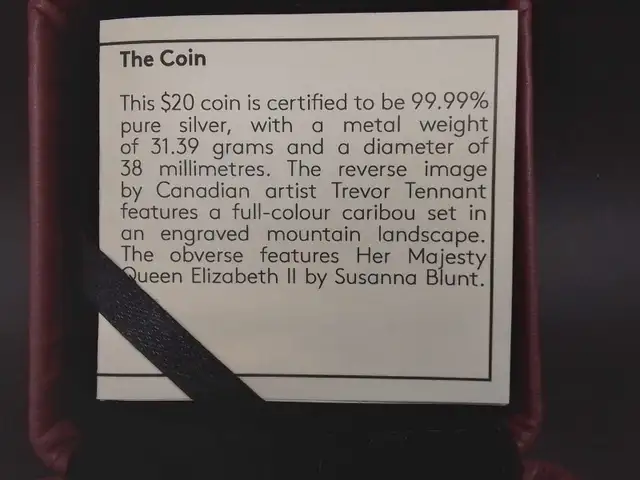 The Coin
This $20 coin is certified to be 99.99%
pure silver, with a metal weight
of 31.39 grams and a diameter of
38 millimetres. The reverse image
by Canadian artist Trevor Tennant
features a full-colour caribou set in
an engraved mountain landscape.
The obverse features Her Majesty
Queen Elizabeth II by Susanna Blunt.